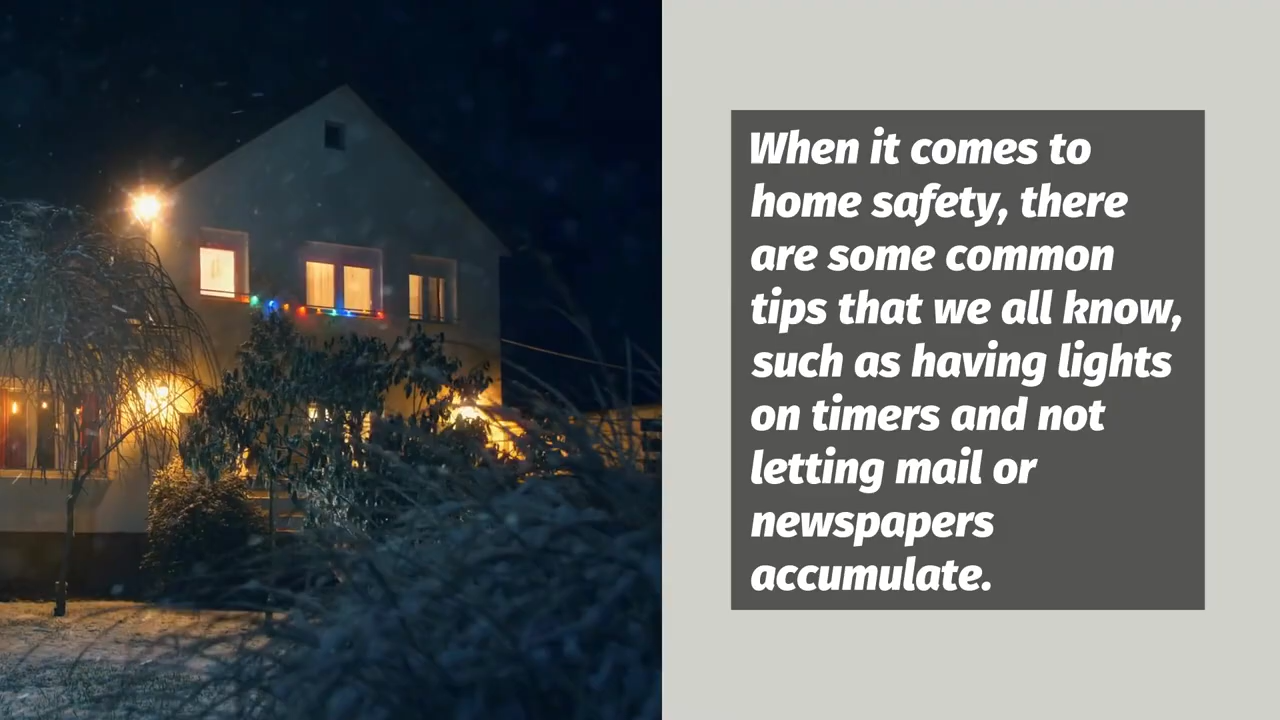 When it comes to
home safety, there
are some common
tips that we all know,
such as having lights
on timers and not
letting mail or
newspapers
accumulate.